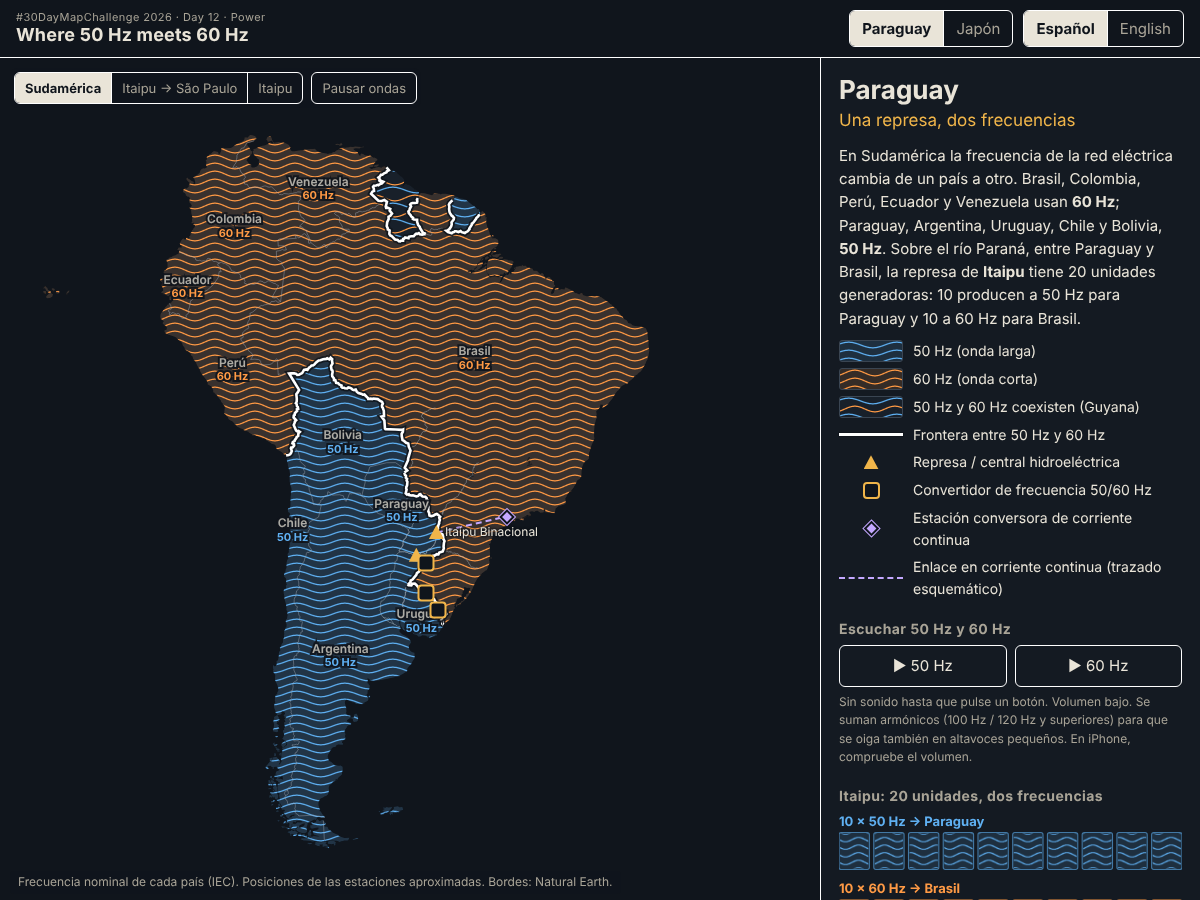 #30DayMapChallenge 2026 · Day 12 · Power
Where 50 Hz meets 60 Hz
Paraguay
Japón
Español
English
Sudamérica
Itaipu → São Paulo
Itaipu
Pausar ondas
Venezuela
60 Hz
Colombia
60 Hz
Ecuador
60 Hz
Perú
60 Hz
Brasil
60 Hz
Bolivia
50 Hz
Paraguay
50 Hz
Chile
50 Hz
Itaipu Binacional
Urugu
50 Hz
Argentina
50 Hz
Frecuencia nominal de cada país (IEC). Posiciones de las estaciones aproximadas. Bordes: Natural Earth.
Paraguay
Una represa, dos frecuencias
En Sudamérica la frecuencia de la red eléctrica
cambia de un país a otro. Brasil, Colombia,
Perú, Ecuador y Venezuela usan 60 Hz;
Paraguay, Argentina, Uruguay, Chile y Bolivia,
50 Hz. Sobre el río Paraná, entre Paraguay y
Brasil, la represa de Itaipu tiene 20 unidades
generadoras: 10 producen a 50 Hz para
Paraguay y 10 a 60 Hz para Brasil.
50 Hz (onda larga)
60 Hz (onda corta)
50 Hz y 60 Hz coexisten (Guyana)
Frontera entre 50 Hz y 60 Hz
Represa / central hidroeléctrica
Convertidor de frecuencia 50/60 Hz
Estación conversora de corriente
continua
Enlace en corriente continua (trazado
esquemático)
Escuchar 50 Hz y 60 Hz
▶ 50 Hz
▶ 60 Hz
Sin sonido hasta que pulse un botón. Volumen bajo. Se
suman armónicos (100 Hz / 120 Hz y superiores) para que
se oiga también en altavoces pequeños. En iPhone,
compruebe el volumen.
Itaipu: 20 unidades, dos frecuencias
10 × 50 Hz → Paraguay
10 × 60 Hz → Brasil